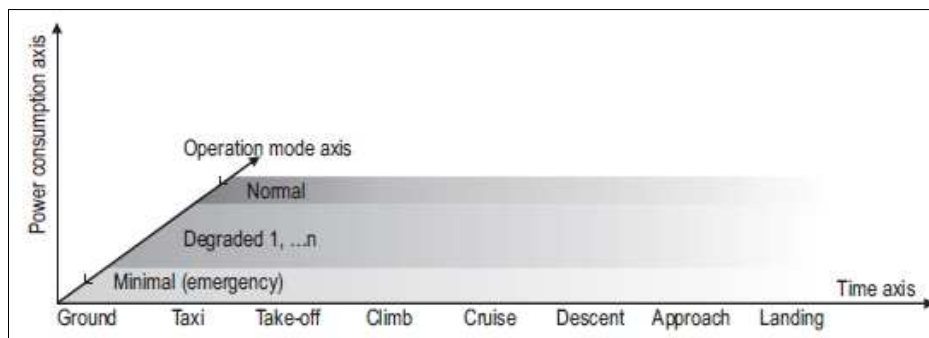 Power consumption axis
Operation mode axis
Normal
Degraded 1, ...n
Minimal (emergency)
Time axis
Ground Taxi Take-off Climb Cruise Descent Approach Landing